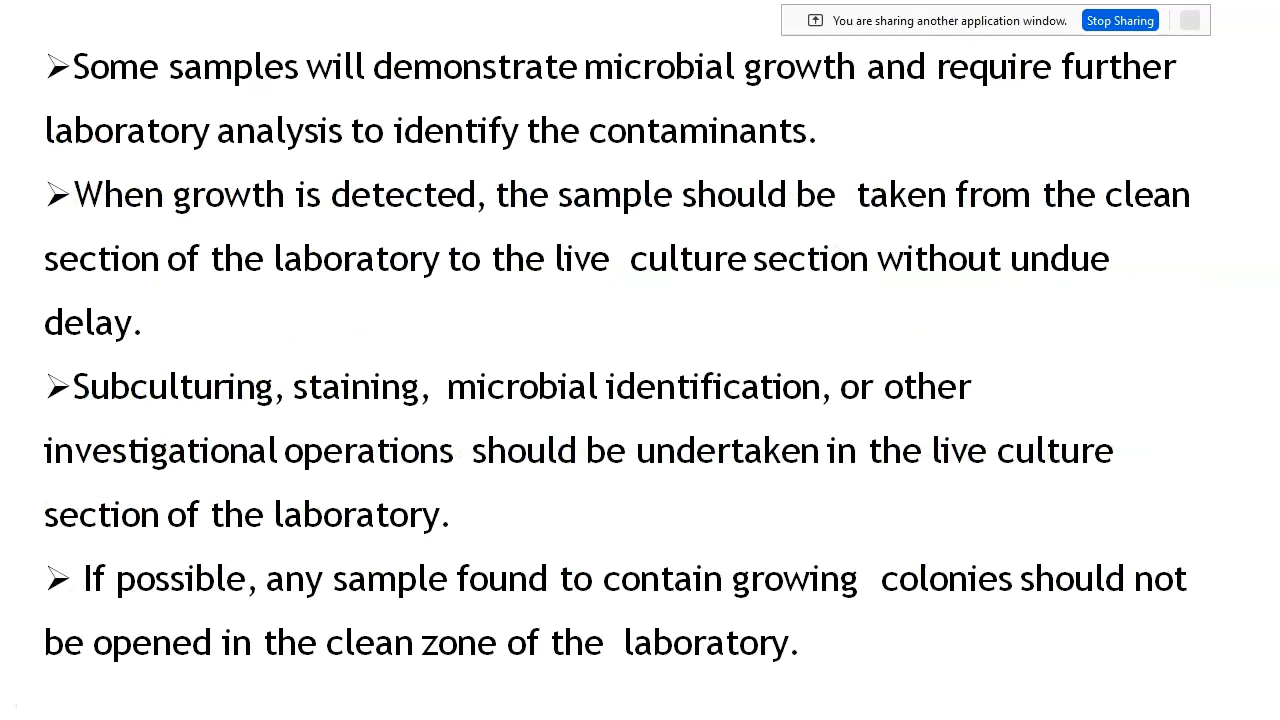 You are sharing another application window. Stop Sharing
➢Some samples will demonstrate microbial growth and require further
laboratory analysis to identify the contaminants.
➢When growth is detected, the sample should be taken from the clean
section of the laboratory to the live culture section without undue
delay.
➢Subculturing, staining, microbial identification, or other
investigational operations should be undertaken in the live culture
section of the laboratory.
➢ If possible, any sample found to contain growing colonies should not
be opened in the clean zone of the laboratory.